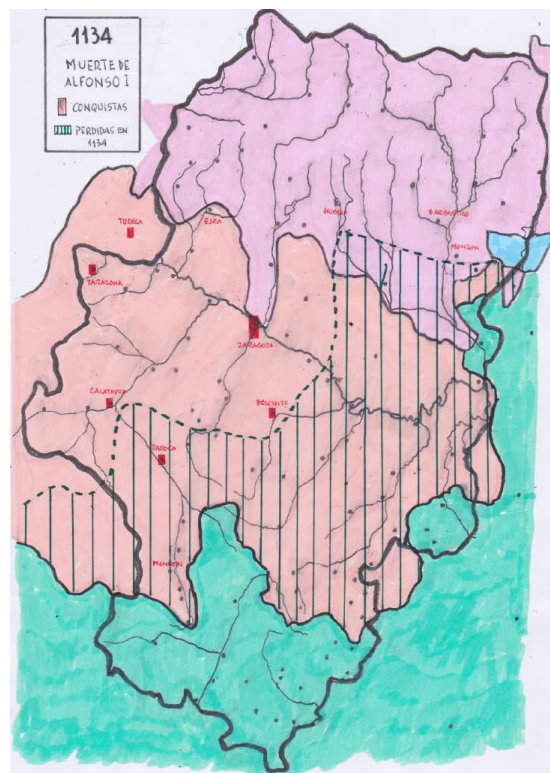 1134
MUERTE DE
ALFONSO I
CONQUISTAS
PERDIDAS EN
1134
TUDELA
EJEA
HUESCA
BARBASTRO
MONZON
TARAZONA
ZARAGOZA
CALATAYUD
BELCHITE
DAROCA
MONREAL